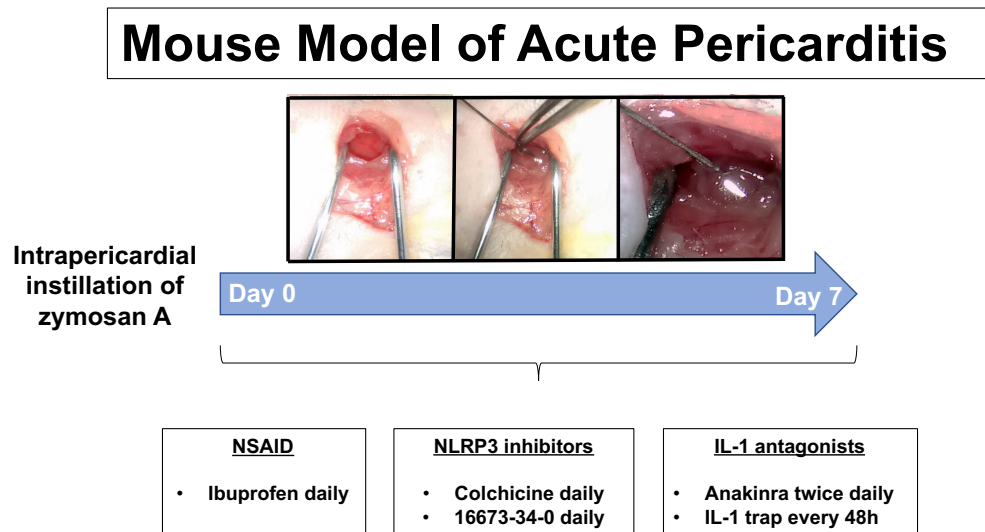 Mouse Model of Acute Pericarditis
Intrapericardial
instillation of
zymosan A
Day 0
Day 7
NSAID
• Ibuprofen daily
NLRP3 inhibitors
• Colchicine daily
• 16673-34-0 daily
IL-1 antagonists
• Anakinra twice daily
• IL-1 trap every 48h